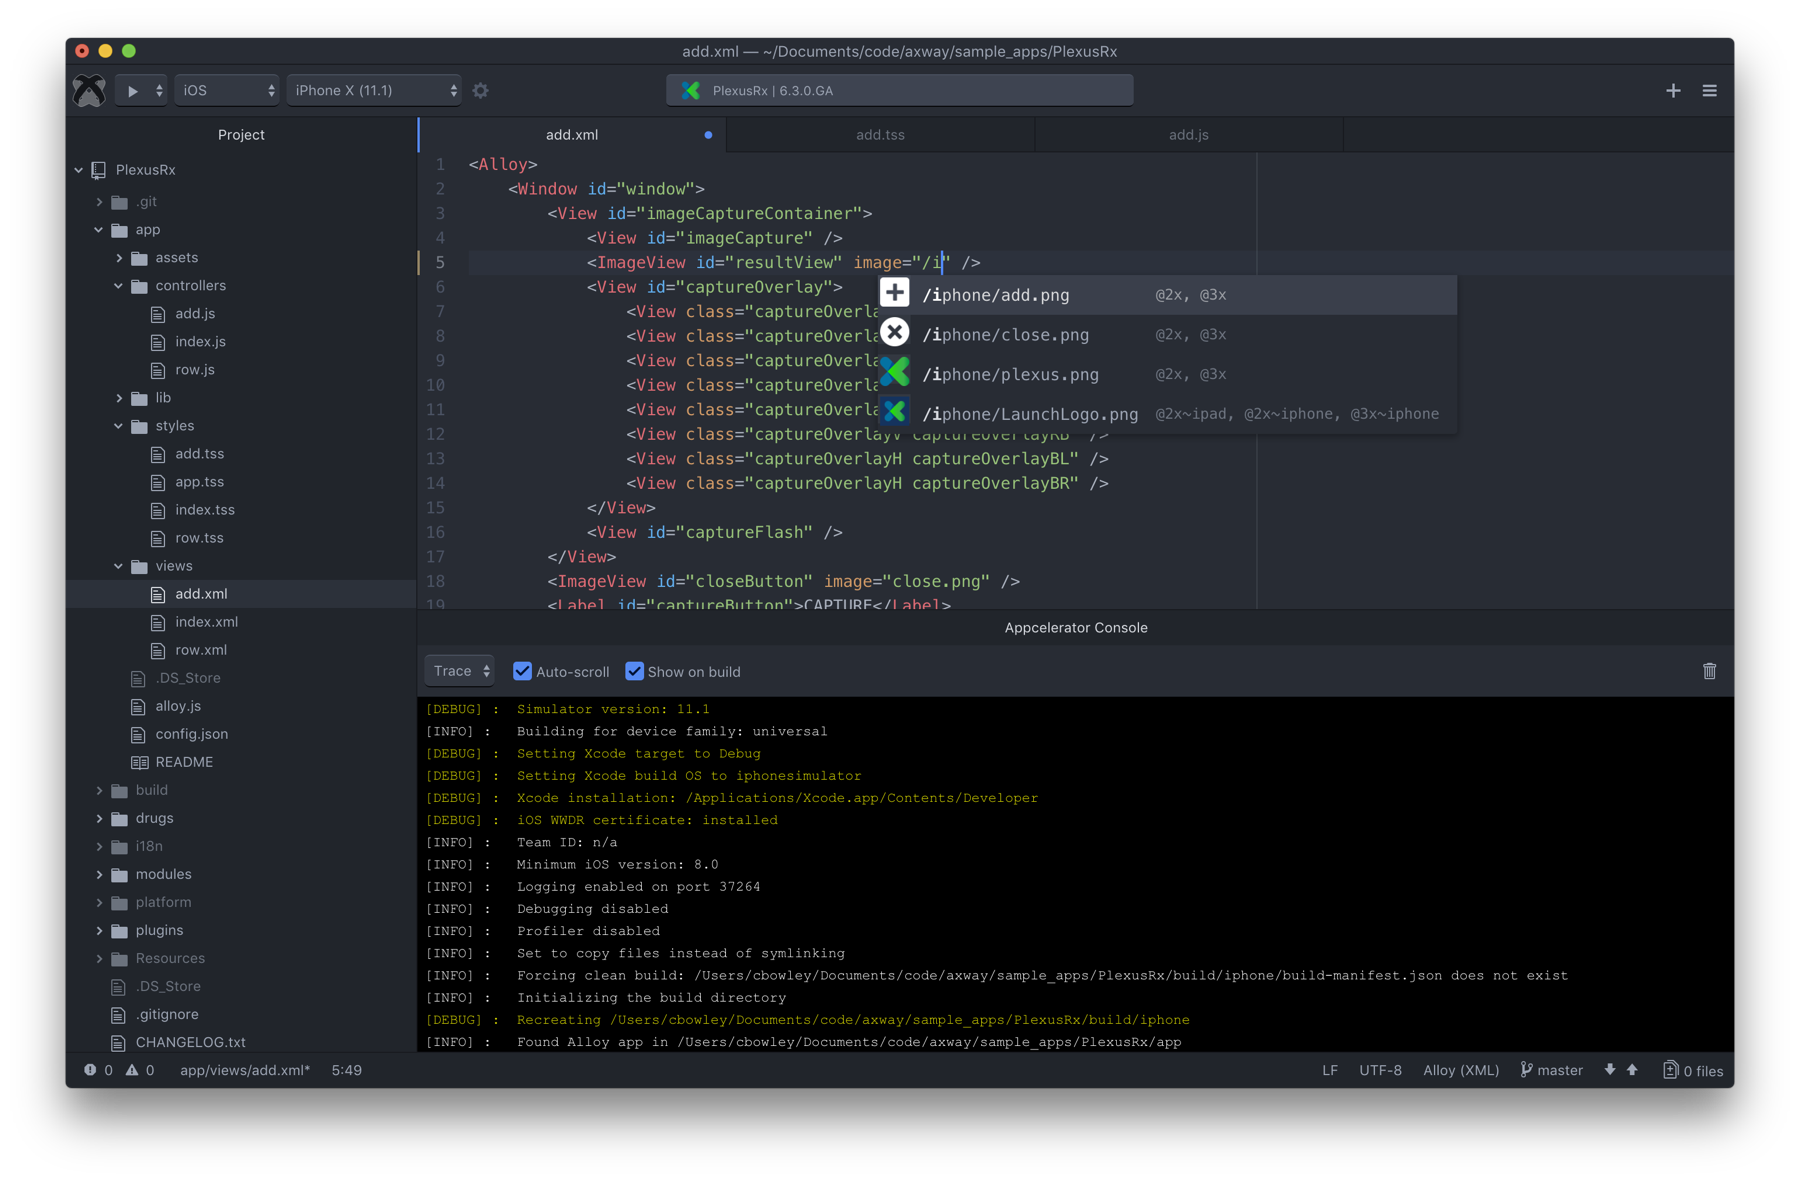 add.xml — ~/Documents/code/axway/sample_apps/PlexusRx
iOS
iPhone X (11.1)
PlexusRx | 6.3.0.GA
Project
PlexusRx
.git
app
assets
controllers
add.js
index.js
row.js
lib
styles
add.tss
app.tss
index.tss
row.tss
views
add.xml
index.xml
row.xml
.DS_Store
alloy.js
config.json
README
build
drugs
i18n
modules
platform
plugins
Resources
.DS_Store
.gitignore
CHANGELOG.txt
add.xml
add.tss
add.js
1 <Alloy>
2 <Window id="window">
3 <View id="imageCaptureContainer">
4 <View id="imageCapture" />
5 <ImageView id="resultView" image="/i" />
6 <View id="captureOverlay">
7 <View class="captureOverla
8 <View class="captureOverla
9 <View class="captureOverla
10 <View class="captureOverla
11 <View class="captureOverla
12 <View class="captureOverlayV captureOverlayRB" />
13 <View class="captureOverlayH captureOverlayBL" />
14 <View class="captureOverlayH captureOverlayBR" />
15 </View>
16 <View id="captureFlash" />
17 </View>
18 <ImageView id="closeButton" image="close.png" />
19 <Label id="captureButton">CAPTURE</Label>
/iphone/add.png @2x, @3x
/iphone/close.png @2x, @3x
/iphone/plexus.png @2x, @3x
/iphone/LaunchLogo.png @2x~ipad, @2x~iphone, @3x~iphone
Appcelerator Console
Trace
Auto-scroll
Show on build
[DEBUG] : Simulator version: 11.1
[INFO] : Building for device family: universal
[DEBUG] : Setting Xcode target to Debug
[DEBUG] : Setting Xcode build OS to iphonesimulator
[DEBUG] : Xcode installation: /Applications/Xcode.app/Contents/Developer
[DEBUG] : iOS WWDR certificate: installed
[INFO] : Team ID: n/a
[INFO] : Minimum iOS version: 8.0
[INFO] : Logging enabled on port 37264
[INFO] : Debugging disabled
[INFO] : Profiler disabled
[INFO] : Set to copy files instead of symlinking
[INFO] : Forcing clean build: /Users/cbowley/Documents/code/axway/sample_apps/PlexusRx/build/iphone/build-manifest.json does not exist
[INFO] : Initializing the build directory
[DEBUG] : Recreating /Users/cbowley/Documents/code/axway/sample_apps/PlexusRx/build/iphone
[INFO] : Found Alloy app in /Users/cbowley/Documents/code/axway/sample_apps/PlexusRx/app
0 0 app/views/add.xml* 5:49
LF UTF-8 Alloy (XML) master 0 files